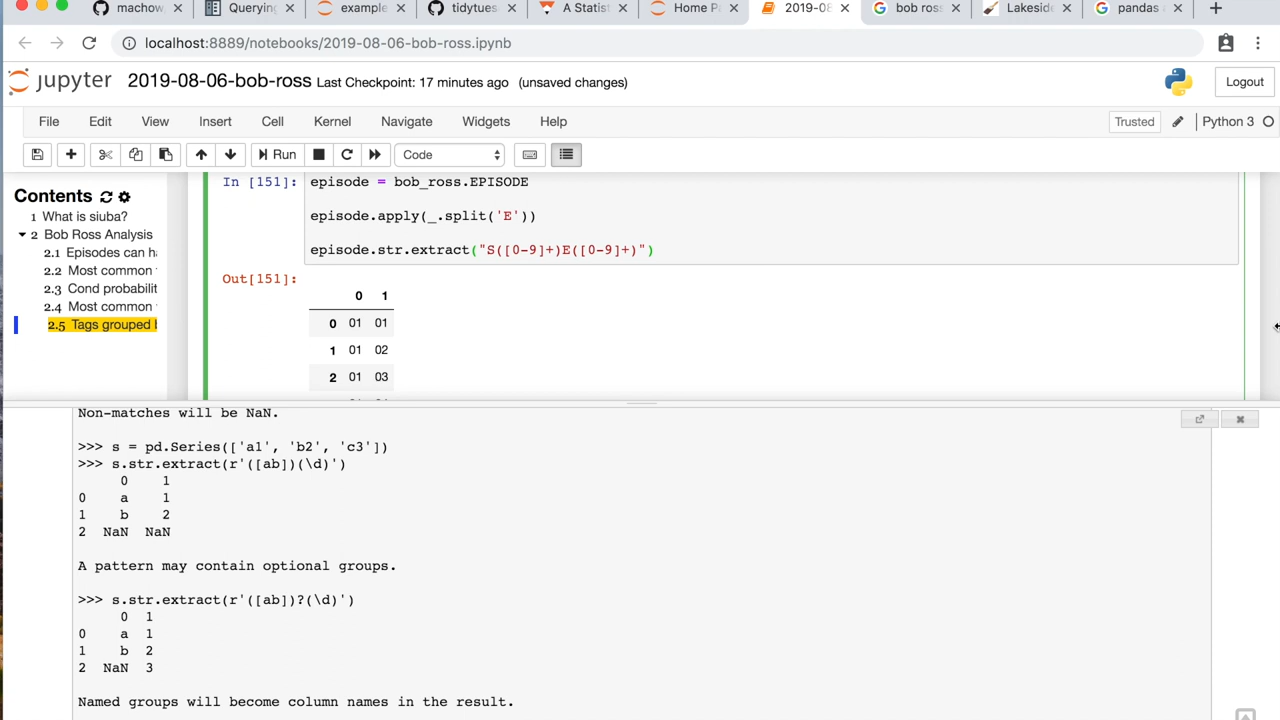 machow
Querying
example
tidytues
A Statist
Home Pa
2019-08
bob ross
Lakeside
pandas
localhost:8889/notebooks/2019-08-06-bob-ross.ipynb
jupyter 2019-08-06-bob-ross Last Checkpoint: 17 minutes ago (unsaved changes)
Logout
File Edit View Insert Cell Kernel Navigate Widgets Help
Trusted
Python 3
Run
Code
Contents
1 What is siuba?
2 Bob Ross Analysis
2.1 Episodes can ha
2.2 Most common
2.3 Cond probabilit
2.4 Most common
2.5 Tags grouped
In [151]: episode = bob_ross.EPISODE
episode.apply(_.split('E'))
episode.str.extract("S([0-9]+)E([0-9]+)")
Out[151]:
0 1
0 01 01
1 01 02
2 01 03
Non-matches will be NaN.
>>> s = pd.Series(['a1', 'b2', 'c3'])
>>> s.str.extract(r'([ab])(\d)')
0 1
0 a 1
1 b 2
2 NaN NaN
A pattern may contain optional groups.
>>> s.str.extract(r'([ab])?(\d)')
0 1
0 a 1
1 b 2
2 NaN 3
Named groups will become column names in the result.